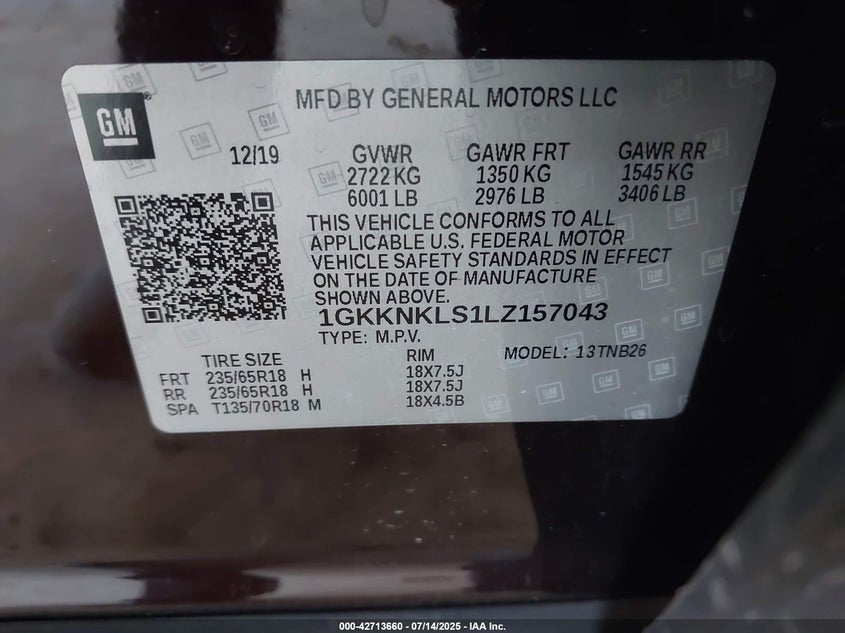 MFD BY GENERAL MOTORS LLC
GM
12/19
GVWR GAWR FRT GAWR RR
2722 KG 1350 KG 1545 KG
6001 LB 2976 LB 3406 LB
THIS VEHICLE CONFORMS TO ALL
APPLICABLE U.S. FEDERAL MOTOR
VEHICLE SAFETY STANDARDS IN EFFECT
ON THE DATE OF MANUFACTURE
SHOWN ABOVE.
1GKKNKLS1LZ157043
TYPE: M.P.V. MODEL: 13TNB26
TIRE SIZE RIM
FRT 235/65R18 H 18X7.5J
RR 235/65R18 H 18X7.5J
SPA T135/70R18 M 18X4.5B
000-42713660 - 07/14/2025 - IAA Inc.